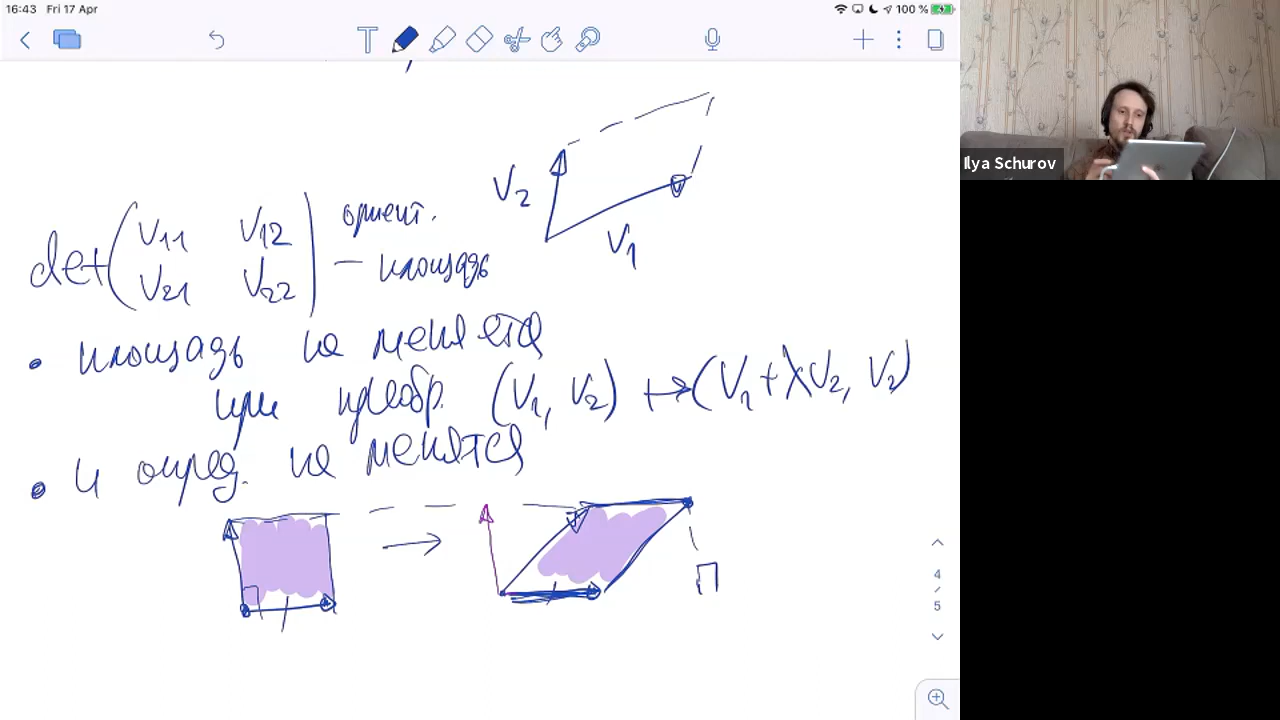 16:43 Fri 17 Apr
100 %
T
Ilya Schurov
V2
V1
det(V11 V12
V21 V22) ориент.
— площадь
• площадь не меняется
при преобр. (V1, V2) ↦ (V1 + λV2, V2)
• и опред. не меняется
П
4
/
5